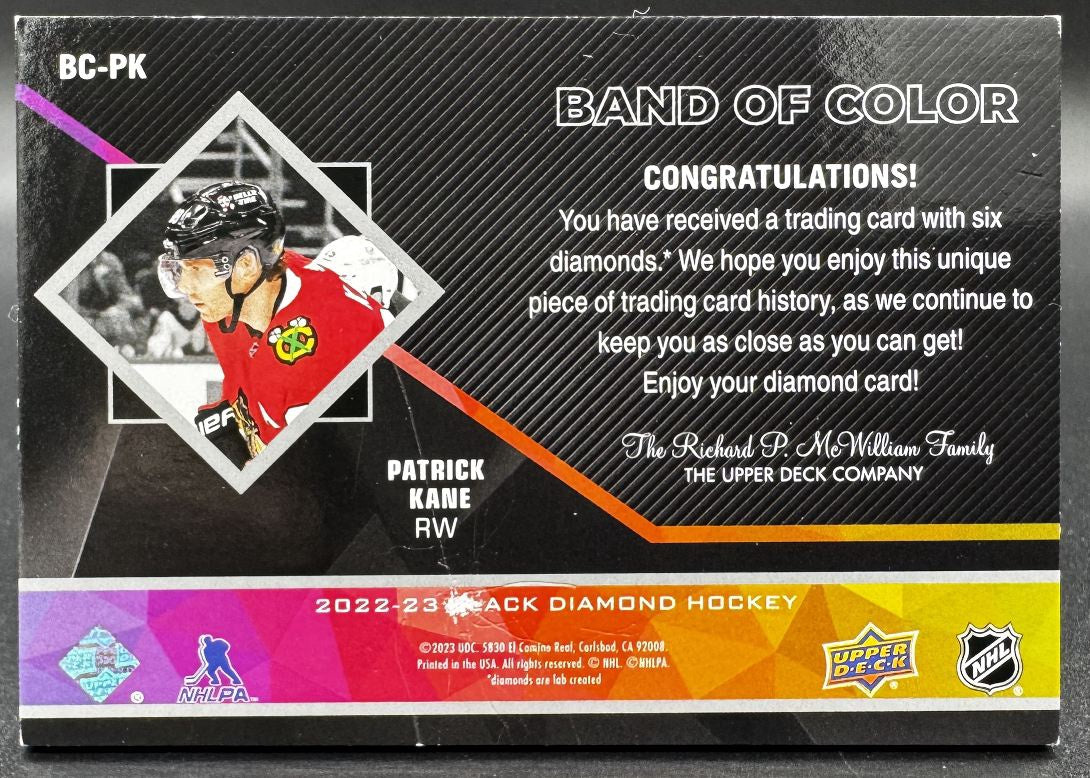 BC-PK
BAND OF COLOR
CONGRATULATIONS!
You have received a trading card with six
diamonds.* We hope you enjoy this unique
piece of trading card history, as we continue to
keep you as close as you can get!
Enjoy your diamond card!
The Richard P. McWilliam Family
THE UPPER DECK COMPANY
PATRICK
KANE
RW
2022-23 ACK DIAMOND HOCKEY
©2023 UDC. 5830 El Camino Real, Carlsbad, CA 92008.
Printed in the USA. All rights reserved. © NHL ©NHLPA.
*diamonds are lab created
NHLPA
UPPER
D·E·C·K
NHL